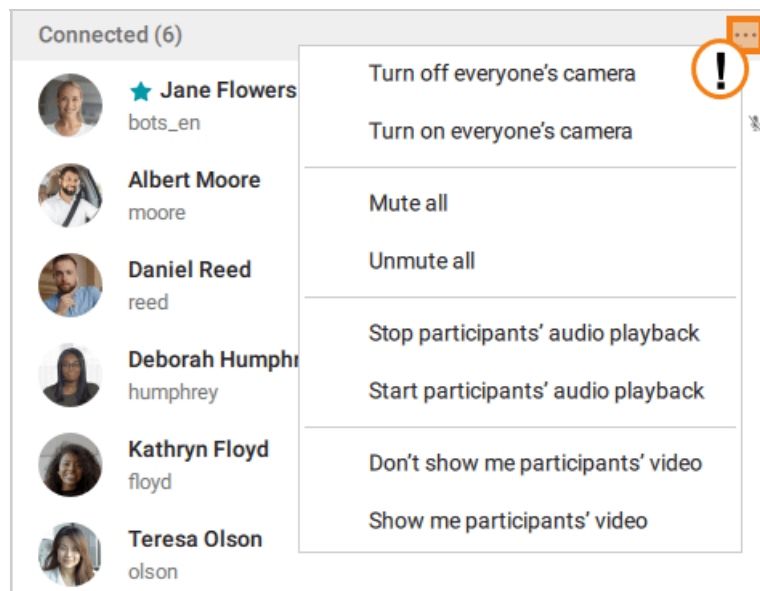 Connected (6)
...
Turn off everyone’s camera
!
Jane Flowers
bots_en
Turn on everyone’s camera
Albert Moore
moore
Mute all
Unmute all
Daniel Reed
reed
Stop participants’ audio playback
Start participants’ audio playback
Deborah Humphr
humphrey
Kathryn Floyd
floyd
Don’t show me participants’ video
Show me participants’ video
Teresa Olson
olson